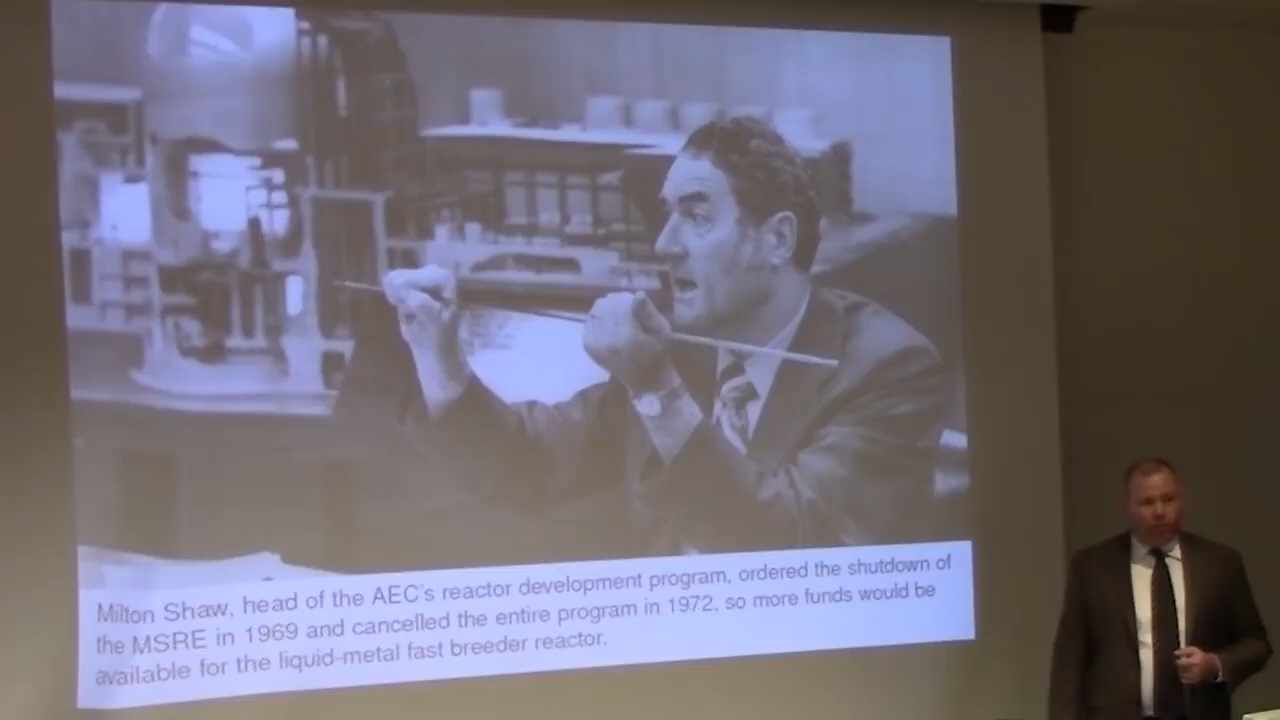 Milton Shaw, head of the AEC's reactor development program, ordered the shutdown of
the MSRE in 1969 and cancelled the entire program in 1972, so more funds would be
available for the liquid-metal fast breeder reactor.